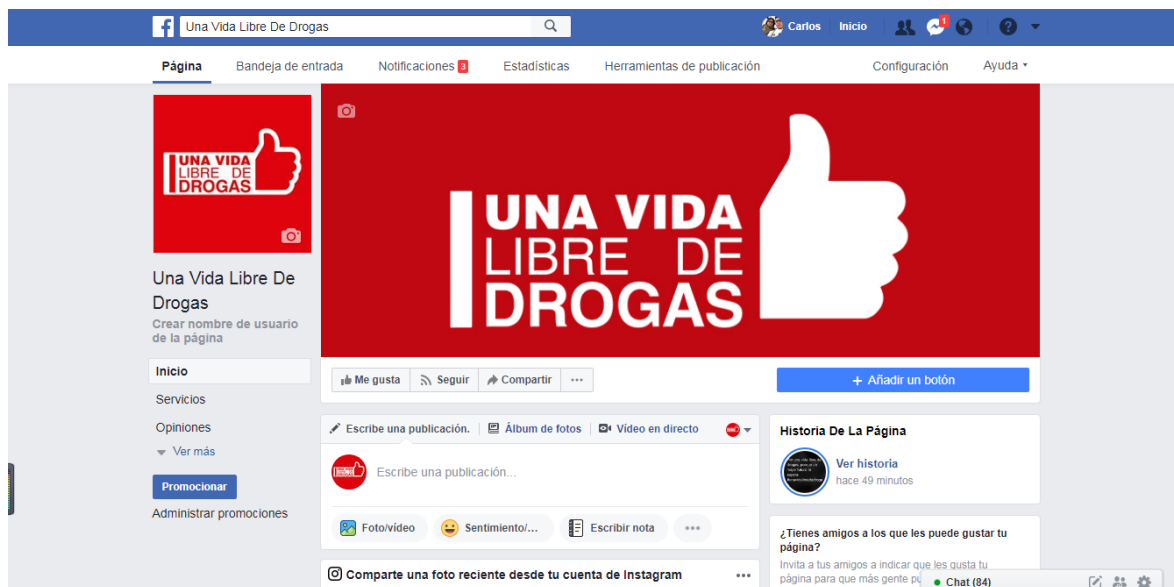 Una Vida Libre De Drogas
Carlos Inicio 1
Página Bandeja de entrada Notificaciones 3 Estadísticas Herramientas de publicación Configuración Ayuda
UNA VIDA
LIBRE DE
DROGAS
UNA VIDA
LIBRE DE
DROGAS
Una Vida Libre De
Drogas
Crear nombre de usuario
de la página
Inicio
Servicios
Opiniones
Ver más
Promocionar
Administrar promociones
Me gusta Seguir Compartir ...
+ Añadir un botón
Escribe una publicación. Álbum de fotos Vídeo en directo
Escribe una publicación...
Foto/vídeo Sentimiento/... Escribir nota ...
Comparte una foto reciente desde tu cuenta de Instagram ...
Historia De La Página
Ver historia
hace 49 minutos
¿Tienes amigos a los que les puede gustar tu
página?
Invita a tus amigos a indicar que les gusta tu
página para que más gente
Chat (84)